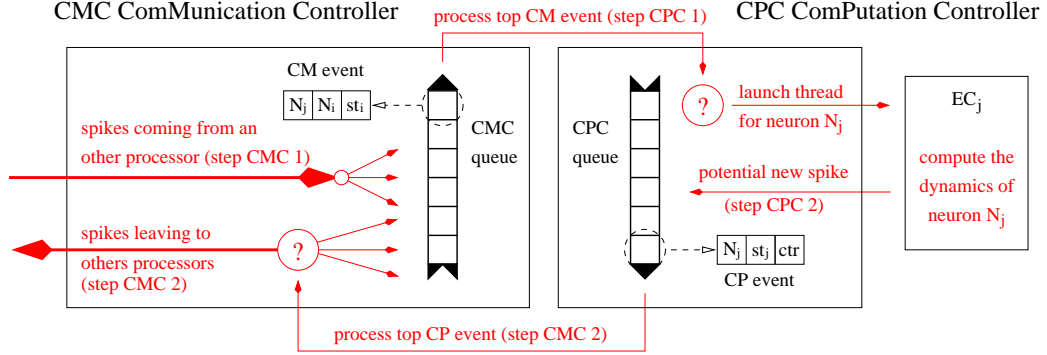 CMC ComMunication Controller
process top CM event (step CPC 1)
CPC ComPutation Controller
CM event
N_j N_i st_i
CMC
queue
spikes coming from an
other processor (step CMC 1)
spikes leaving to
others processors
(step CMC 2)
?
CPC
queue
?
launch thread
for neuron N_j
potential new spike
(step CPC 2)
N_j st_j ctr
CP event
EC_j
compute the
dynamics of
neuron N_j
process top CP event (step CMC 2)